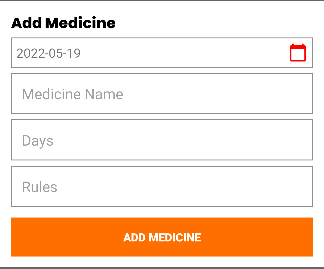 Add Medicine
2022-05-19
Medicine Name
Days
Rules
ADD MEDICINE